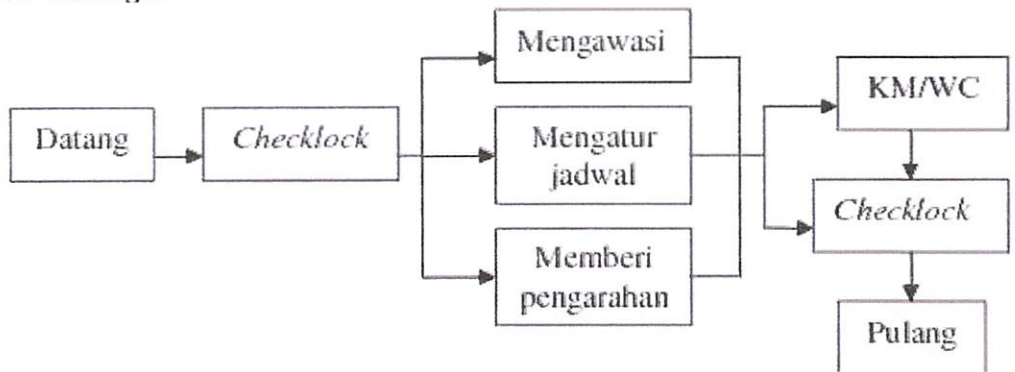 Datang
Checklock
Mengawasi
Mengatur
jadwal
Memberi
pengarahan
KM/WC
Checklock
Pulang